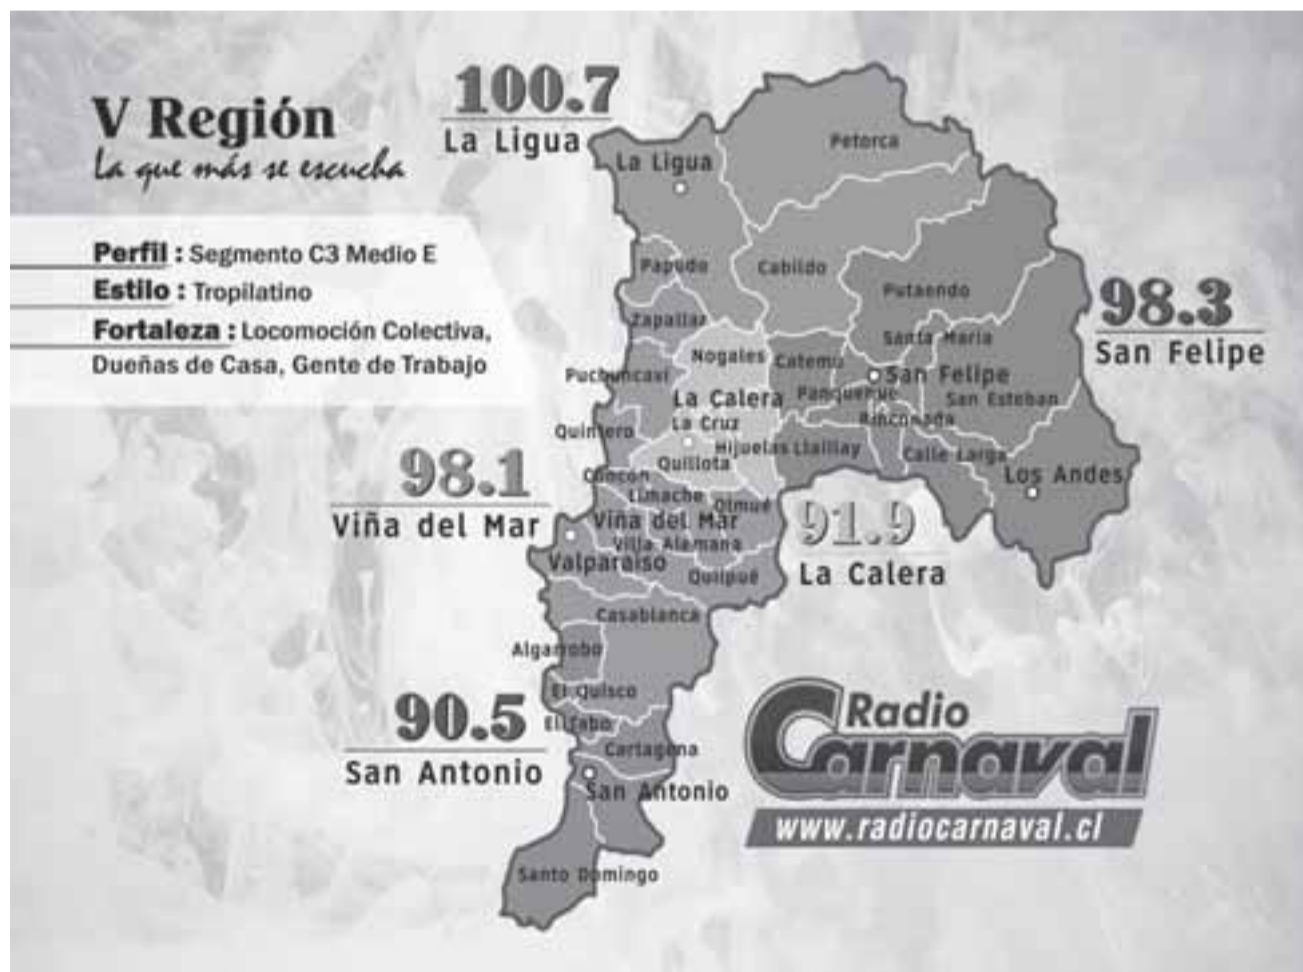 V Región
La que más se escucha
Perfil : Segmento C3 Medio E
Estilo : Tropilatino
Fortaleza : Locomoción Colectiva,
Dueñas de Casa, Gente de Trabajo
100.7
La Ligua
98.3
San Felipe
98.1
Viña del Mar
91.9
La Calera
90.5
San Antonio
Petorca
La Ligua
Papudo
Cabildo
Putaendo
Zapallar
Santa Maria
Nogales
Catemu
Puchuncavi
San Felipe
Panquehue
San Esteban
La Calera
La Cruz
Rinconada
Quintero
Hijuelas
Llaillay
Calle Larga
Quillota
Los Andes
Concon
Limache
Olmué
Viña del Mar
Villa Alemana
Valparaiso
Quilpué
Casablanca
Algarrobo
El Quisco
El Tabo
Cartagena
San Antonio
Santo Domingo
Radio
Carnaval
www.radiocarnaval.cl